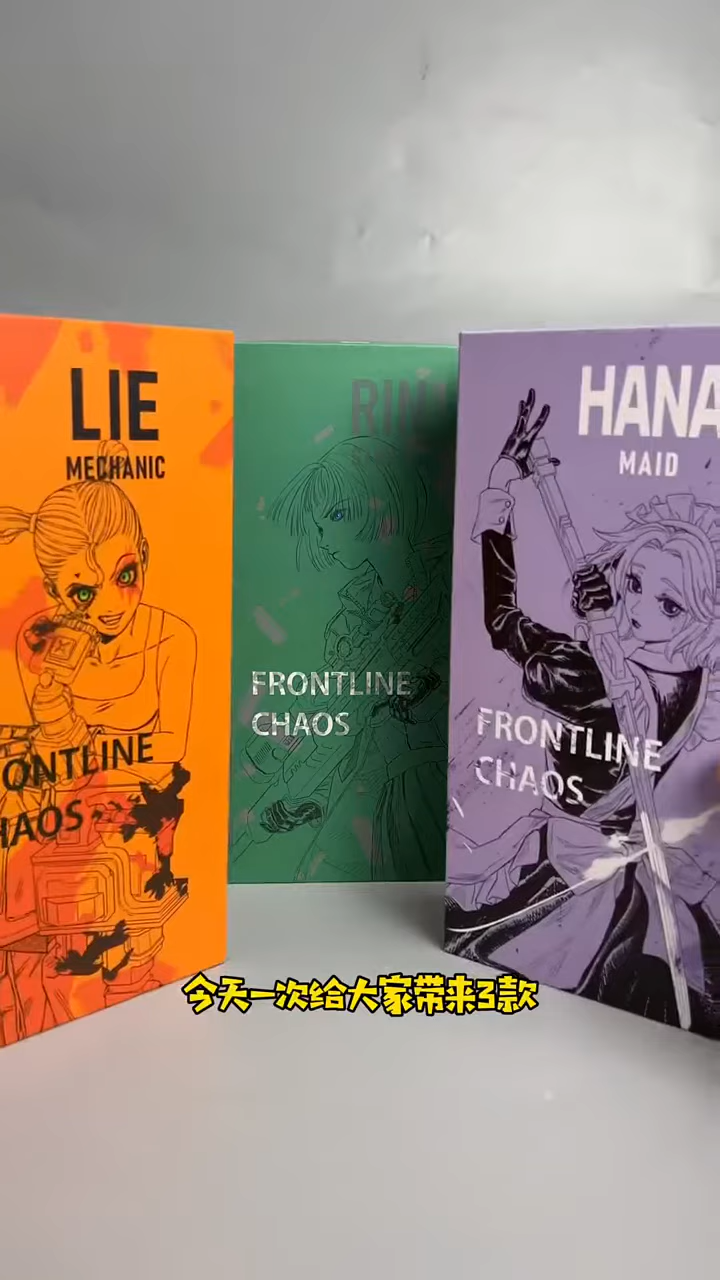 LIE
MECHANIC
ONTLINE
HAOS
FRONTLINE
CHAOS
HANA
MAID
FRONTLINE
CHAOS
今天一次给大家带来3款